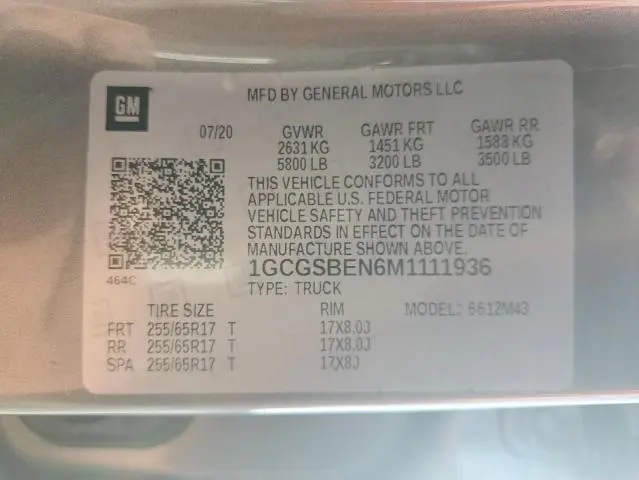 GM
MFD BY GENERAL MOTORS LLC
07/20 GVWR GAWR FRT GAWR RR
2631 KG 1451 KG 1588 KG
5800 LB 3200 LB 3500 LB
THIS VEHICLE CONFORMS TO ALL
APPLICABLE U.S. FEDERAL MOTOR
VEHICLE SAFETY AND THEFT PREVENTION
STANDARDS IN EFFECT ON THE DATE OF
MANUFACTURE SHOWN ABOVE.
1GCGSBEN6M1111936
464C
TYPE: TRUCK
TIRE SIZE RIM MODEL: 6612M43
FRT 255/65R17 T 17X8.0J
RR 255/65R17 T 17X8.0J
SPA 255/65R17 T 17X8J